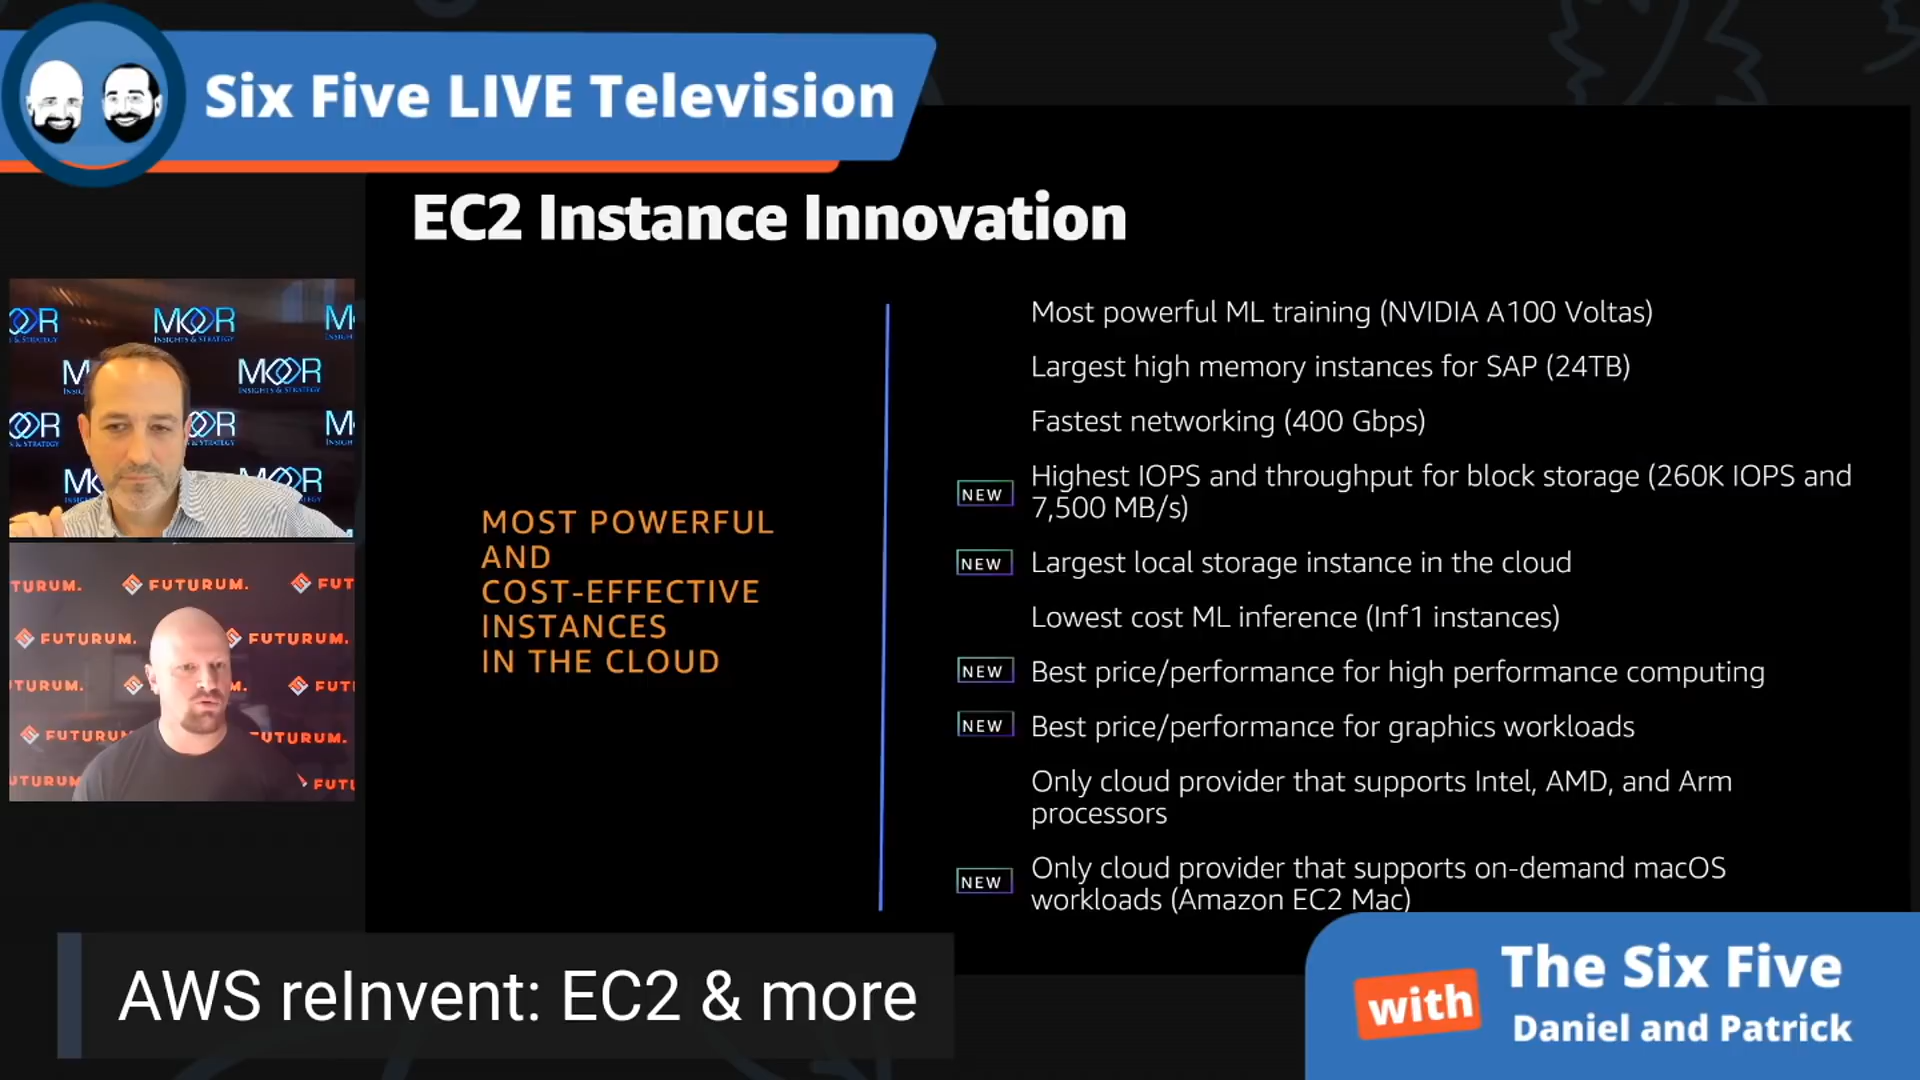 Six Five LIVE Television
EC2 Instance Innovation
MOST POWERFUL
AND
COST-EFFECTIVE
INSTANCES
IN THE CLOUD
Most powerful ML training (NVIDIA A100 Voltas)
Largest high memory instances for SAP (24TB)
Fastest networking (400 Gbps)
NEW Highest IOPS and throughput for block storage (260K IOPS and
7,500 MB/s)
NEW Largest local storage instance in the cloud
Lowest cost ML inference (Inf1 instances)
NEW Best price/performance for high performance computing
NEW Best price/performance for graphics workloads
Only cloud provider that supports Intel, AMD, and Arm
processors
NEW Only cloud provider that supports on-demand macOS
workloads (Amazon EC2 Mac)
MOOR
INSIGHTS & STRATEGY
MOOR
INSIGHTS & STRATEGY
FUTURUM.
FUTURUM.
FUTURUM.
AWS reInvent: EC2 & more
The Six Five
with
Daniel and Patrick